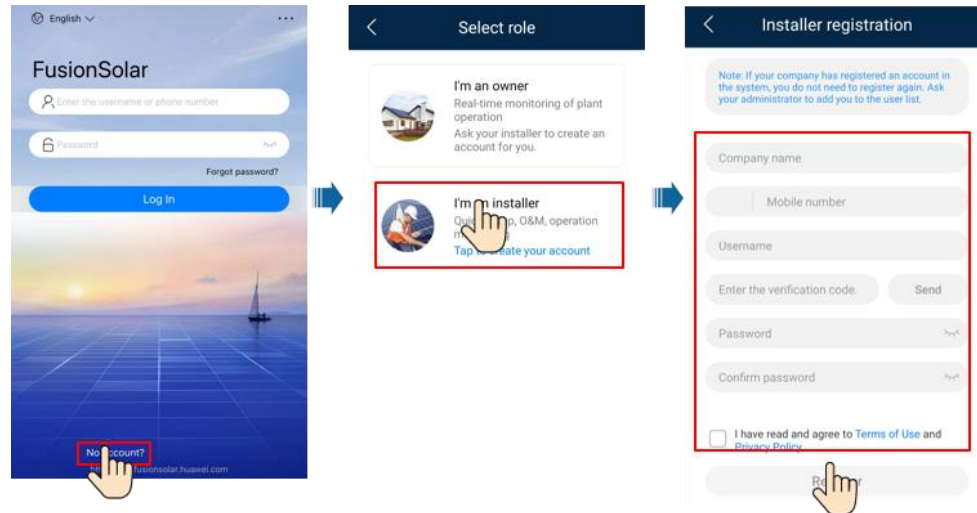 English
FusionSolar
Enter the username or phone number
Password
Forgot password?
Log In
No account?
fusionsolar.huawei.com
Select role
I'm an owner
Real-time monitoring of plant
operation
Ask your installer to create an
account for you.
I'm an installer
O&M, operation
Tap to create your account
Installer registration
Note: If your company has registered an account in
the system, you do not need to register again. Ask
your administrator to add you to the user list.
Company name
Mobile number
Username
Enter the verification code.
Send
Password
Confirm password
I have read and agree to Terms of Use and
Privacy Policy
Register